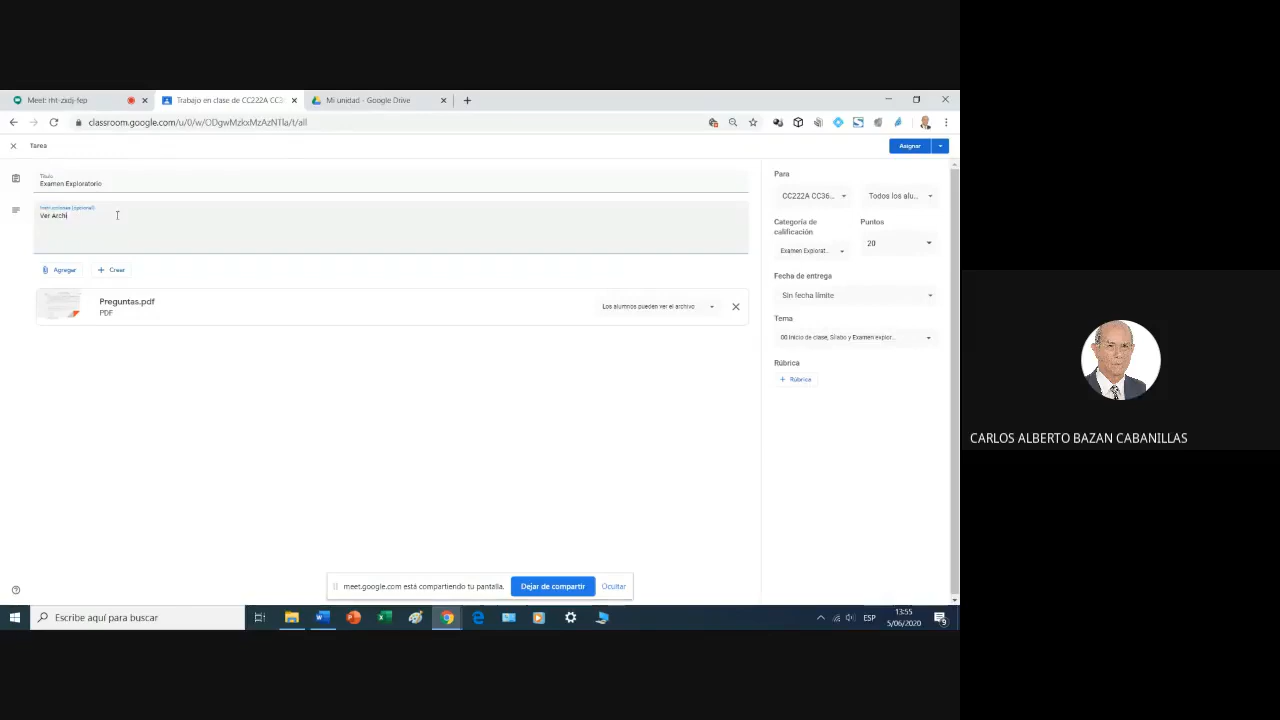 Meet: rht-zxdj-fep
Trabajo en clase de CC222A CC3
Mi unidad - Google Drive
classroom.google.com/u/0/w/ODgwMzkxMzAzNTla/t/all
Tarea
Asignar
Título
Examen Exploratorio
Instrucciones (opcional)
Ver Archi
Agregar
Crear
Preguntas.pdf
PDF
Los alumnos pueden ver el archivo
Para
CC222A CC36...
Todos los alu...
Categoría de
calificación
Puntos
Examen Explorat...
20
Fecha de entrega
Sin fecha límite
Tema
00 Inicio de clase, Sílabo y Examen explor...
Rúbrica
+ Rúbrica
meet.google.com está compartiendo tu pantalla.
Dejar de compartir
Ocultar
Escribe aquí para buscar
ESP
13:55
5/06/2020
9
CARLOS ALBERTO BAZAN CABANILLAS